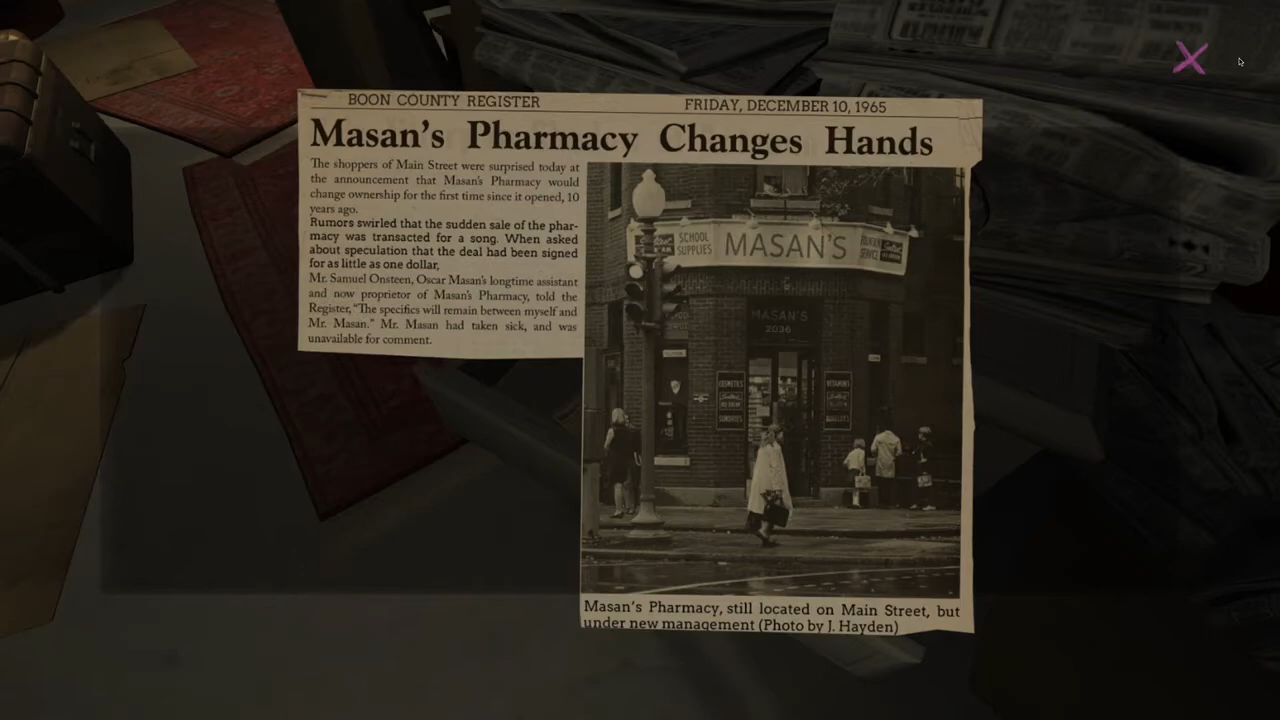 BOON COUNTY REGISTER
FRIDAY, DECEMBER 10, 1965
Masan's Pharmacy Changes Hands
The shoppers of Main Street were surprised today at
the announcement that Masan's Pharmacy would
change ownership for the first time since it opened, 10
years ago.
Rumors swirled that the sudden sale of the phar-
macy was transacted for a song. When asked
about speculation that the deal had been signed
for as little as one dollar,
Mr. Samuel Onsteen, Oscar Masan's longtime assistant
and now proprietor of Masan's Pharmacy, told the
Register, "The specifics will remain between myself and
Mr. Masan." Mr. Masan had taken sick, and was
unavailable for comment.
SCHOOL
SUPPLIES
MASAN'S
SERVICE
MASAN'S
2036
COSMETICS
SUNDRIES
VITAMINS
Masan's Pharmacy, still located on Main Street, but
under new management (Photo by J. Hayden)